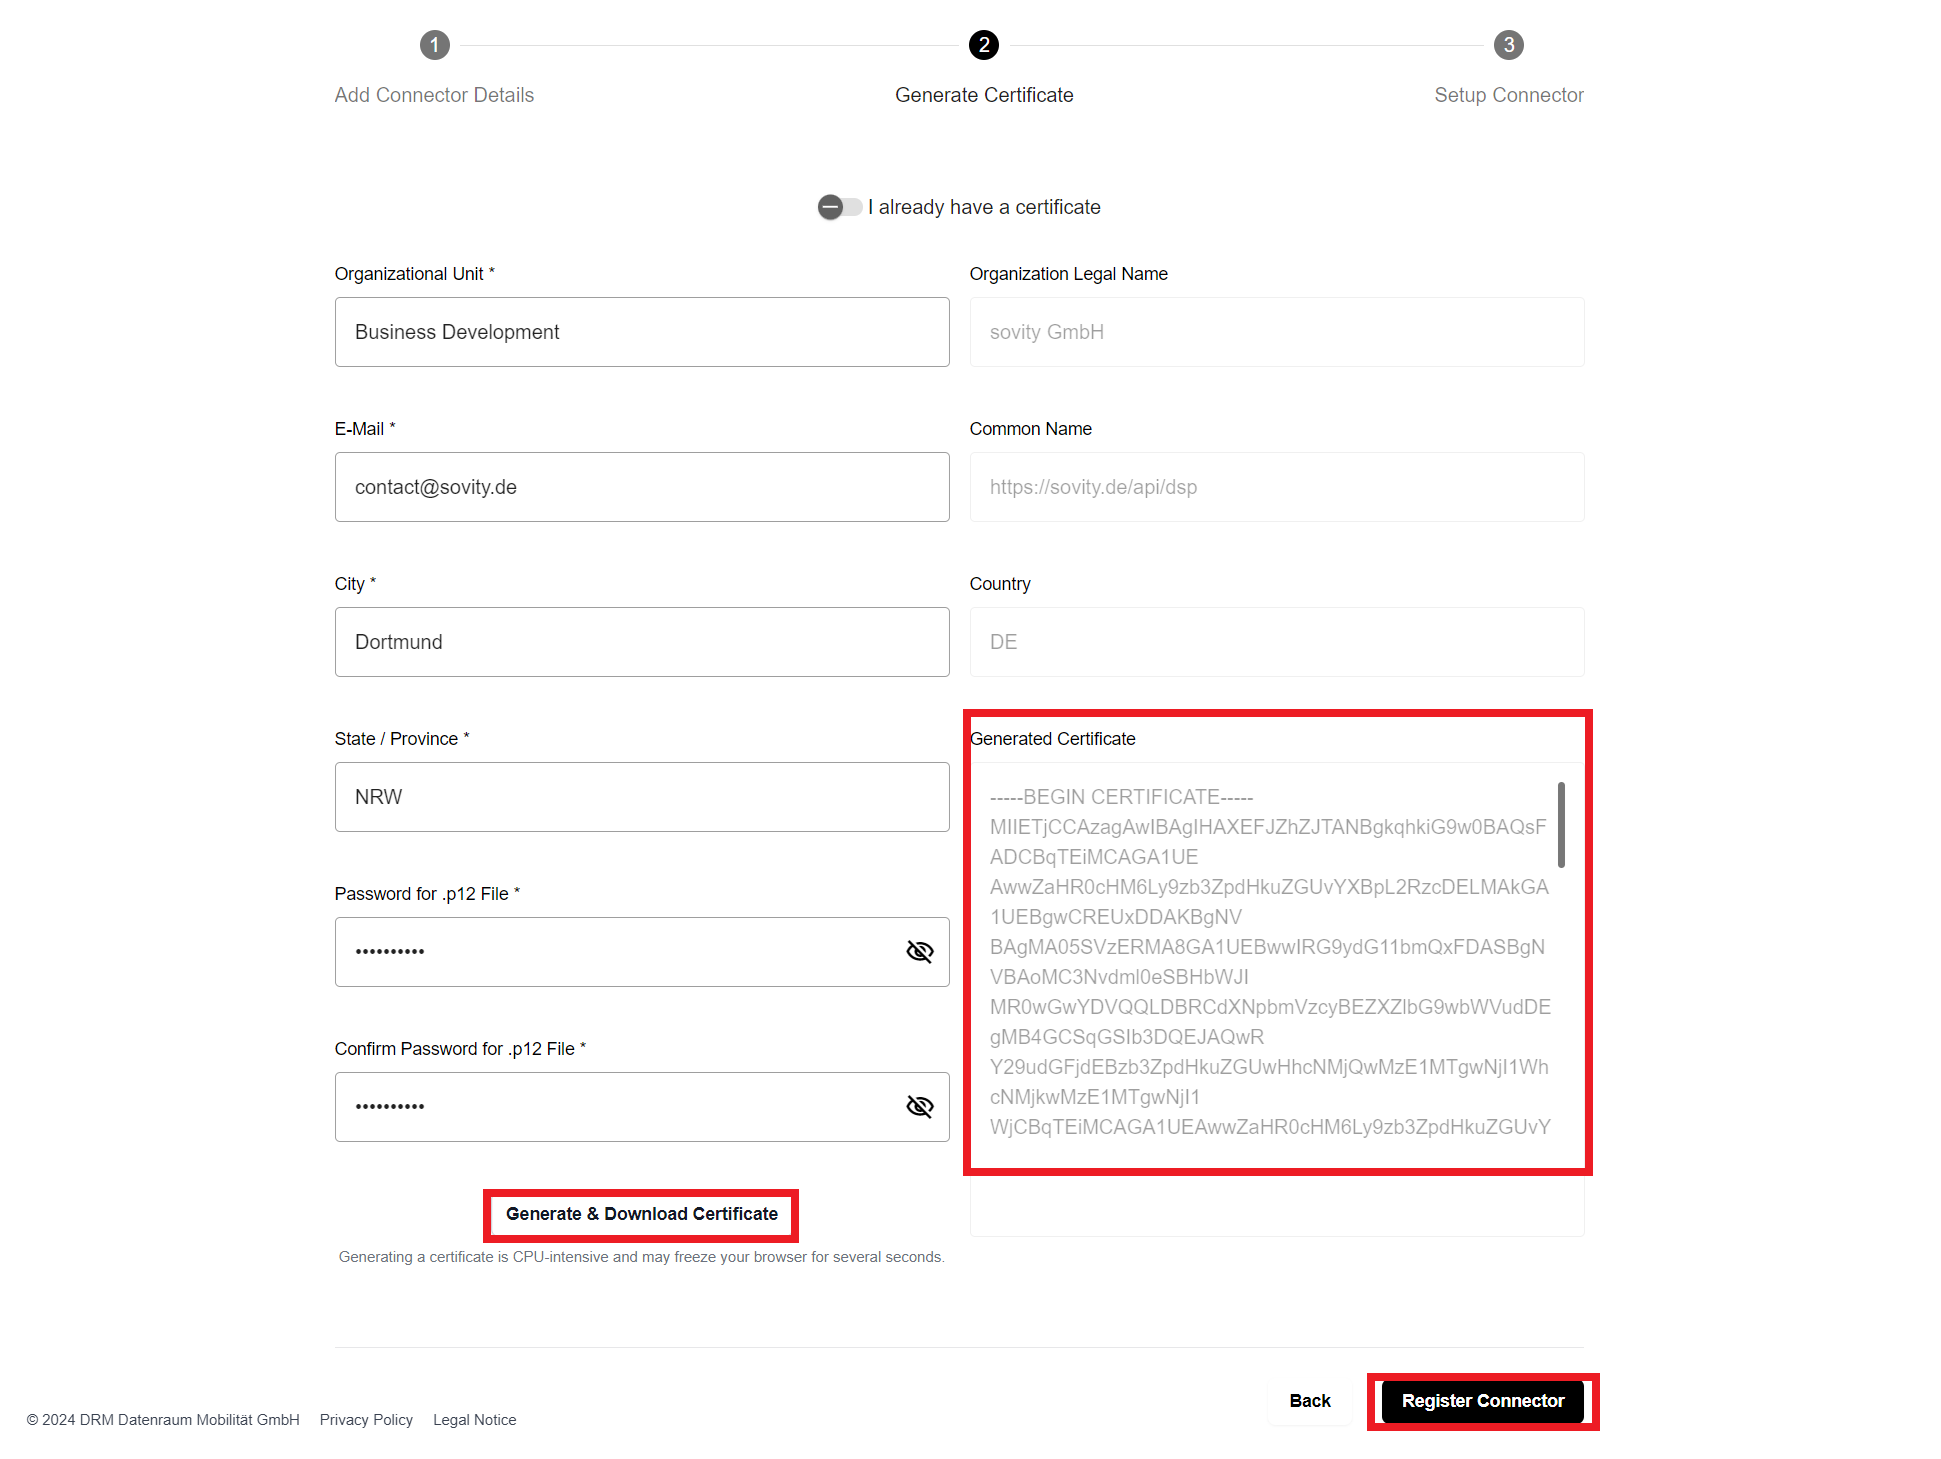 1
2
3
Add Connector Details
Generate Certificate
Setup Connector
I already have a certificate
Organizational Unit *
Business Development
Organization Legal Name
sovity GmbH
E-Mail *
contact@sovity.de
Common Name
https://sovity.de/api/dsp
City *
Dortmund
Country
DE
State / Province *
NRW
Generated Certificate
-----BEGIN CERTIFICATE-----
MIIETjCCAzagAwIBAgIHAXEFJZhZJTANBgkqhkiG9w0BAQsF
ADCBqTEiMCAGA1UE
AwwZaHR0cHM6Ly9zb3ZpdHkuZGUvYXBpL2RzcDELMAkGA
1UEBgwCREUxDDAKBgNV
BAgMA05SVzERMA8GA1UEBwwIRG9ydG11bmQxFDASBgN
VBAoMC3Nvdml0eSBHbWJI
MR0wGwYDVQQLDBRCdXNpbmVzcyBEZXZlbG9wbWVudDE
gMB4GCSqGSIb3DQEJAQwR
Y29udGFjdEBzb3ZpdHkuZGUwHhcNMjQwMzE1MTgwNjI1Wh
cNMjkwMzE1MTgwNjI1
WjCBqTEiMCAGA1UEAwwZaHR0cHM6Ly9zb3ZpdHkuZGUvY
Password for .p12 File *
••••••••••
Confirm Password for .p12 File *
••••••••••
Generate & Download Certificate
Generating a certificate is CPU-intensive and may freeze your browser for several seconds.
Back
Register Connector
© 2024 DRM Datenraum Mobilität GmbH
Privacy Policy
Legal Notice